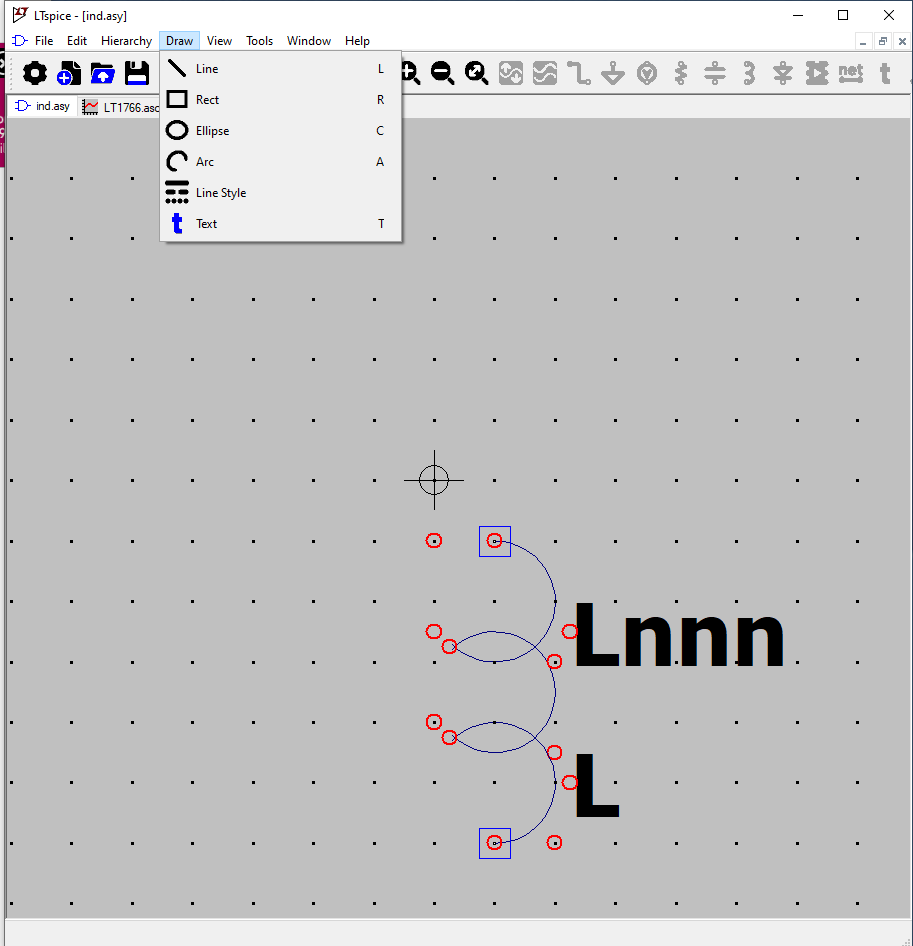 LTspice - [ind.asy]
File Edit Hierarchy Draw View Tools Window Help
net t
ind.asy LT1766.asc
Line L
Rect R
Ellipse C
Arc A
Line Style
t Text T
Lnnn
L